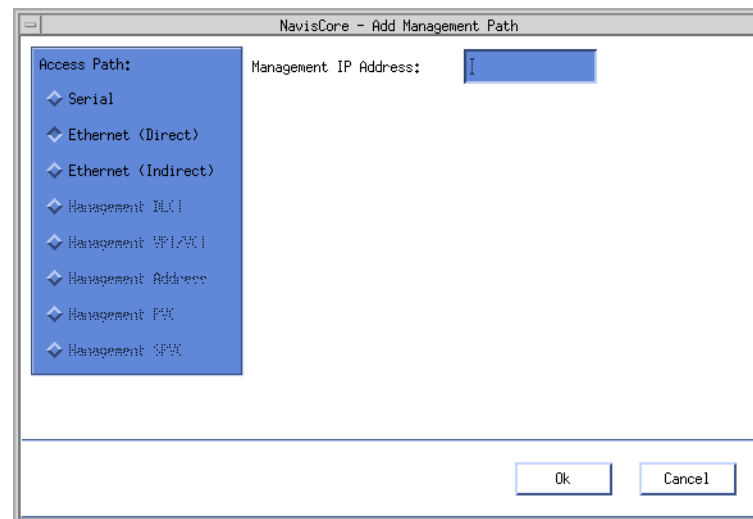 NavisCore - Add Management Path
Access Path:
Management IP Address:
Serial
Ethernet (Direct)
Ethernet (Indirect)
Management DLCI
Management VPI/VCI
Management Address
Management PVC
Management SPVC
Ok
Cancel